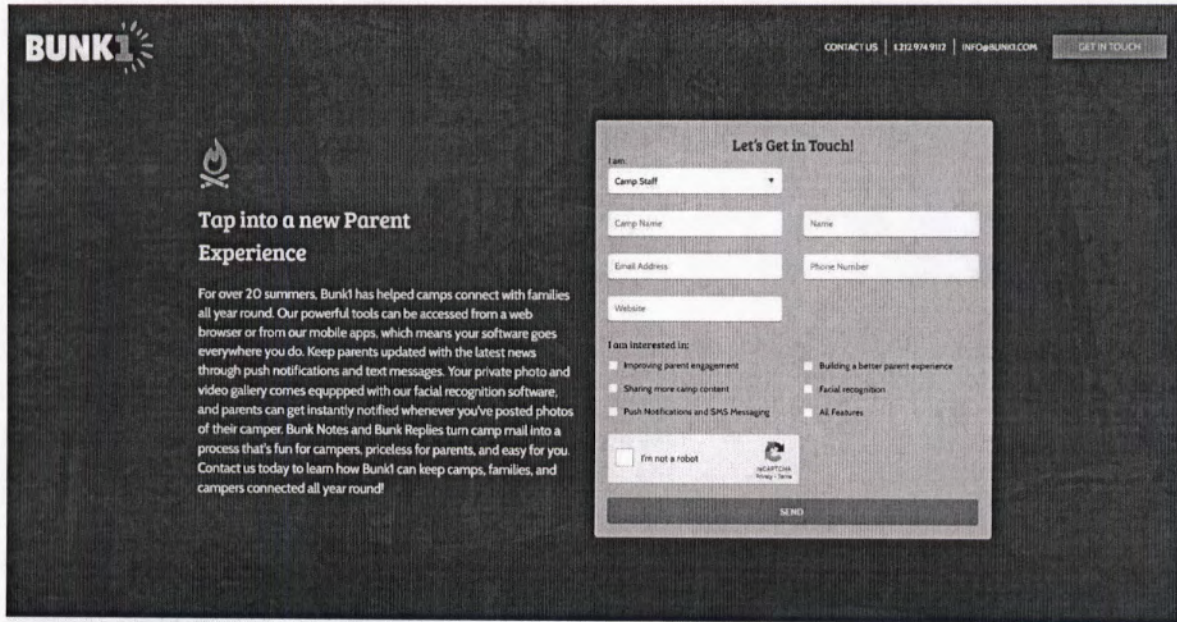 BUNK1
CONTACT US | 1.212.974.9112 | INFO@BUNK1.COM
GET IN TOUCH
Tap into a new Parent
Experience
For over 20 summers, Bunk1 has helped camps connect with families
all year round. Our powerful tools can be accessed from a web
browser or from our mobile apps, which means your software goes
everywhere you do. Keep parents updated with the latest news
through push notifications and text messages. Your private photo and
video gallery comes equppped with our facial recognition software,
and parents can get instantly notified whenever you've posted photos
of their camper. Bunk Notes and Bunk Replies turn camp mail into a
process that's fun for campers, priceless for parents, and easy for you.
Contact us today to learn how Bunk1 can keep camps, families, and
campers connected all year round!
Let's Get in Touch!
I am:
Camp Staff
Camp Name
Name
Email Address
Phone Number
Website
I am interested in:
Improving parent engagement
Building a better parent experience
Sharing more camp content
Facial recognition
Push Notifications and SMS Messaging
All Features
I'm not a robot
reCAPTCHA
Privacy - Terms
SEND